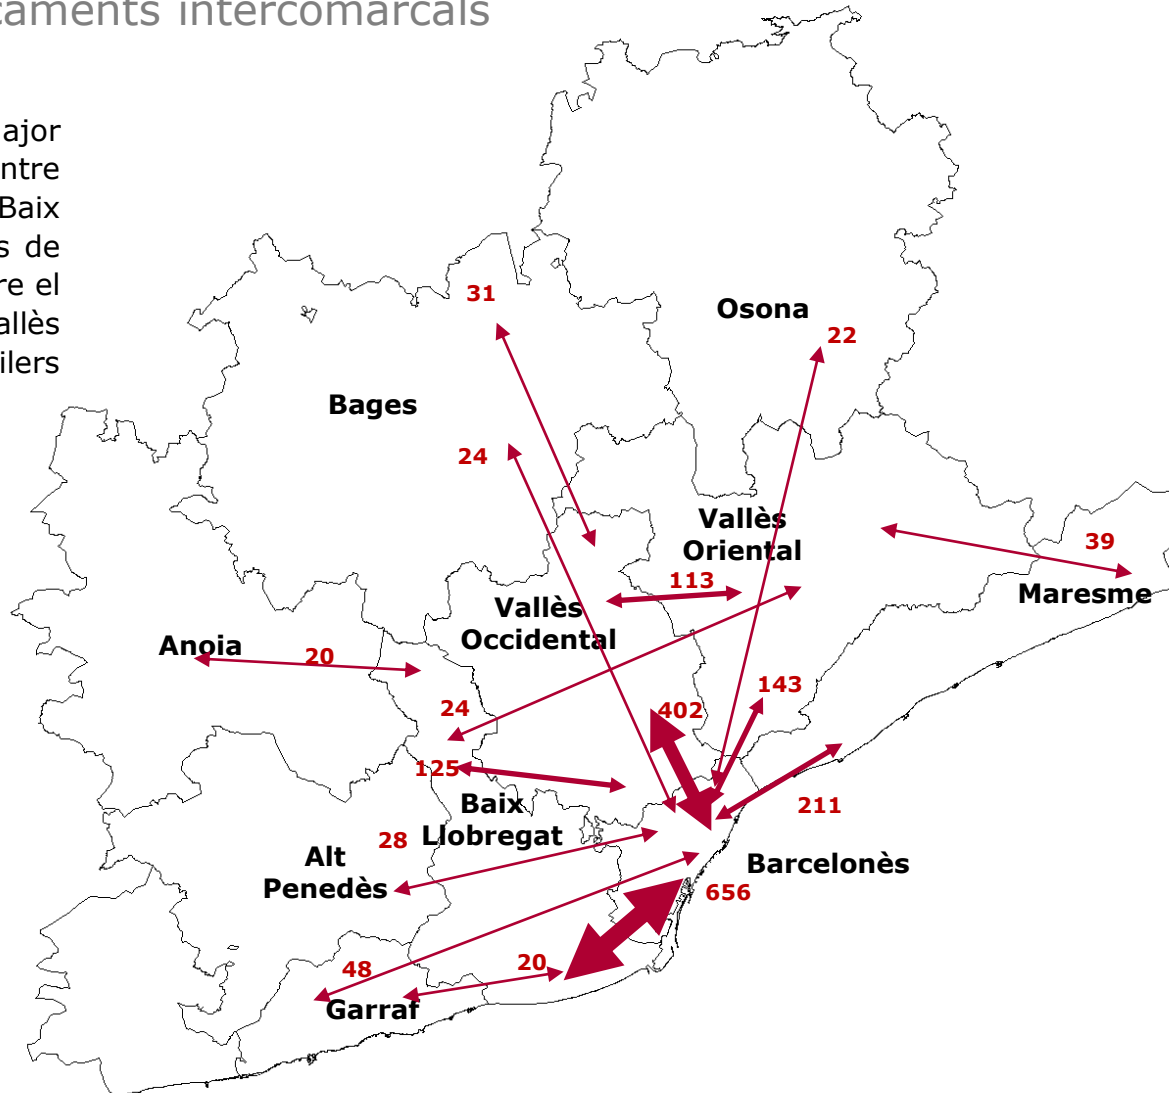 caments intercomarcals
ajor
ntre
Baix
s de
re el
allès
ilers
31
Osona
22
Bages
24
Vallès
Oriental
39
113
Maresme
Vallès
Occidental
Anoia
20
143
24
402
125
Baix
Llobregat
211
28
Alt
Penedès
Barcelonès
656
48
20
Garraf